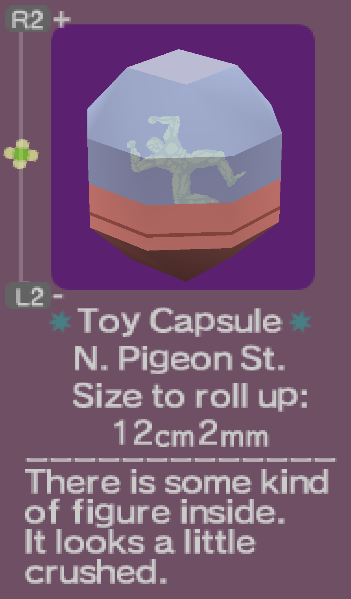 R2 +
L2 -
Toy Capsule
N. Pigeon St.
Size to roll up:
12cm2mm
There is some kind
of figure inside.
It looks a little
crushed.